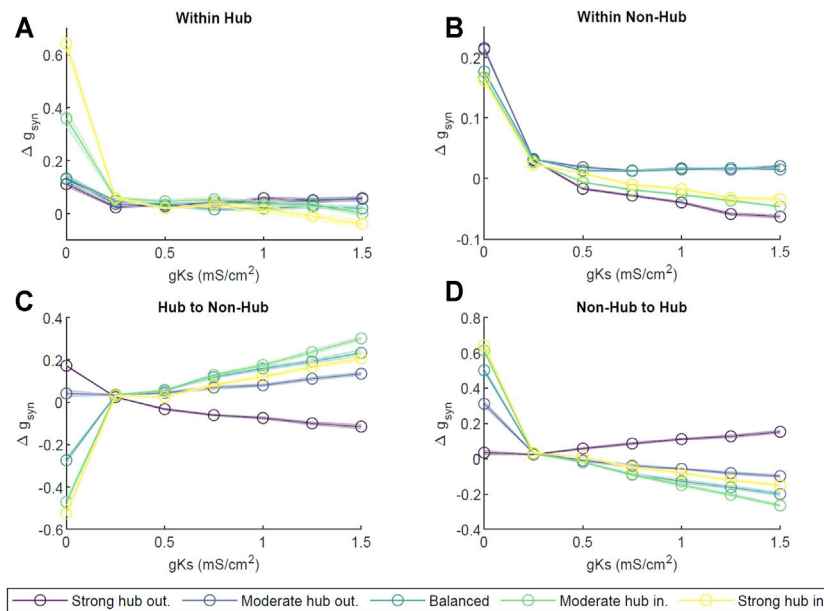 A
Within Hub
0.6
0.4
0.2
0
Δ gsyn
0 0.5 1 1.5
gKs (mS/cm²)
B
Within Non-Hub
0.2
0.1
0
-0.1
Δ gsyn
0 0.5 1 1.5
gKs (mS/cm²)
C
Hub to Non-Hub
0.4
0.2
0
-0.2
-0.4
-0.6
Δ gsyn
0 0.5 1 1.5
gKs (mS/cm²)
D
Non-Hub to Hub
0.8
0.6
0.4
0.2
0
-0.2
-0.4
Δ gsyn
0 0.5 1 1.5
gKs (mS/cm²)
Strong hub out. Moderate hub out. Balanced Moderate hub in. Strong hub in